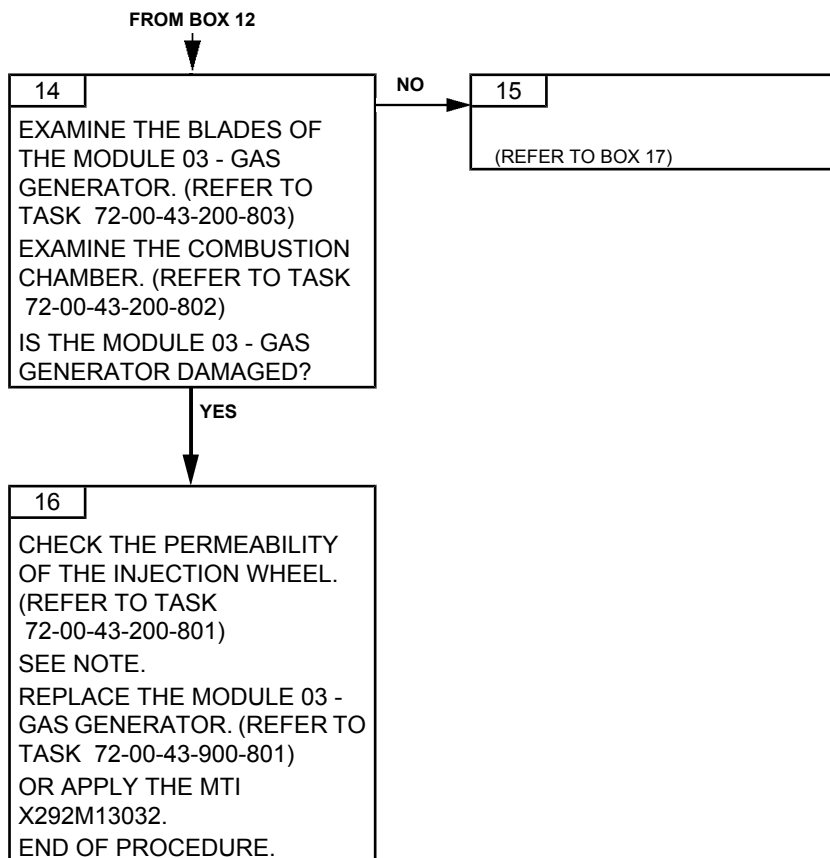 FROM BOX 12
14
EXAMINE THE BLADES OF
THE MODULE 03 - GAS
GENERATOR. (REFER TO
TASK 72-00-43-200-803)
EXAMINE THE COMBUSTION
CHAMBER. (REFER TO TASK
72-00-43-200-802)
IS THE MODULE 03 - GAS
GENERATOR DAMAGED?
NO
15
(REFER TO BOX 17)
YES
16
CHECK THE PERMEABILITY
OF THE INJECTION WHEEL.
(REFER TO TASK
72-00-43-200-801)
SEE NOTE.
REPLACE THE MODULE 03 -
GAS GENERATOR. (REFER TO
TASK 72-00-43-900-801)
OR APPLY THE MTI
X292M13032.
END OF PROCEDURE.